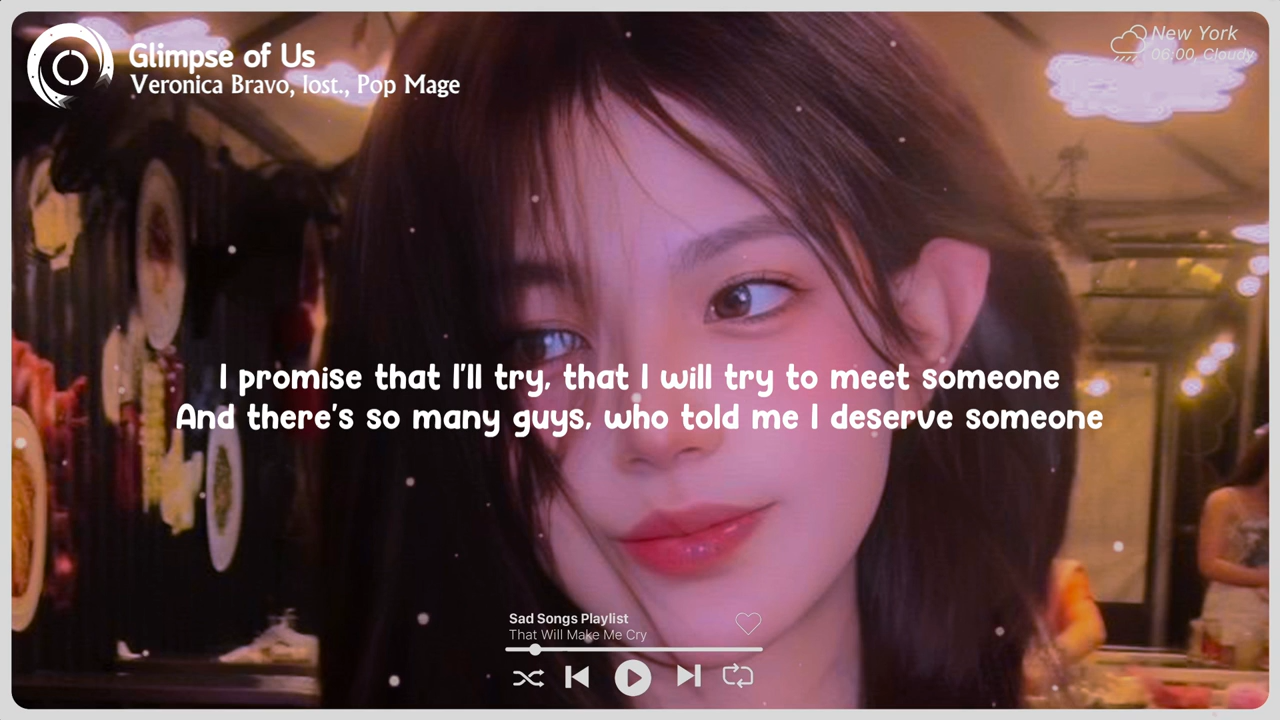 Glimpse of Us
Veronica Bravo, lost., Pop Mage
New York
06:00, Cloudy
I promise that I'll try, that I will try to meet someone
And there's so many guys, who told me I deserve someone
Sad Songs Playlist
That Will Make Me Cry